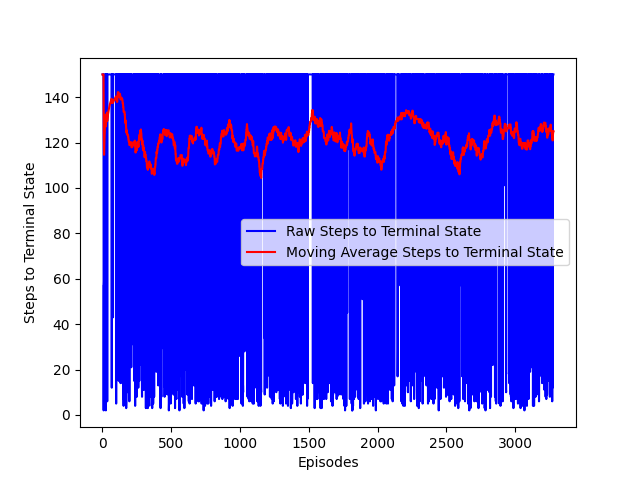 140
120
100
80
60
40
20
0
Steps to Terminal State
Raw Steps to Terminal State
Moving Average Steps to Terminal State
0 500 1000 1500 2000 2500 3000
Episodes